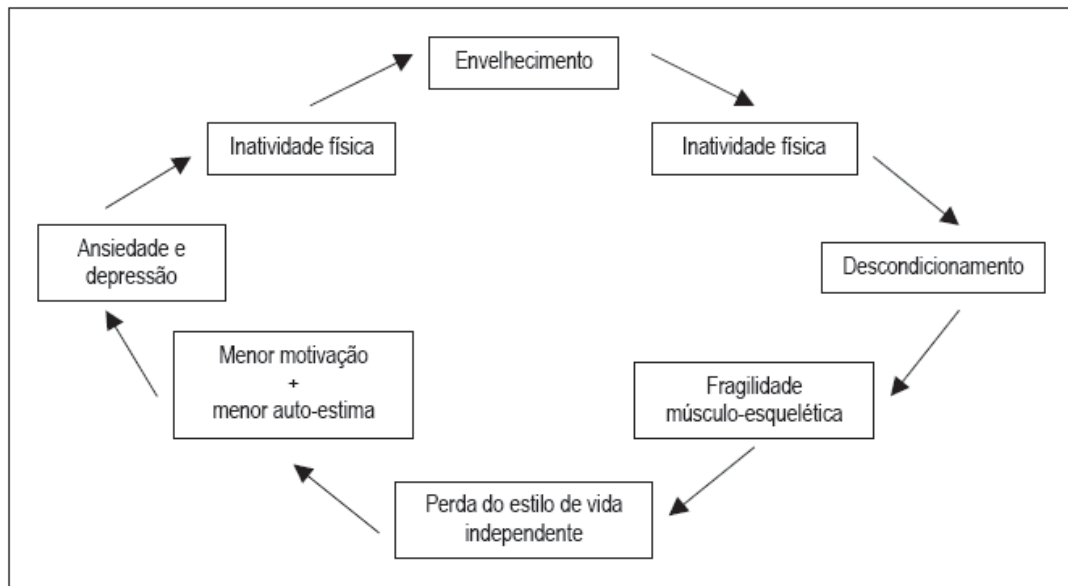 Envelhecimento
Inatividade física
Inatividade física
Ansiedade e
depressão
Descondicionamento
Menor motivação
+
menor auto-estima
Fragilidade
músculo-esquelética
Perda do estilo de vida
independente